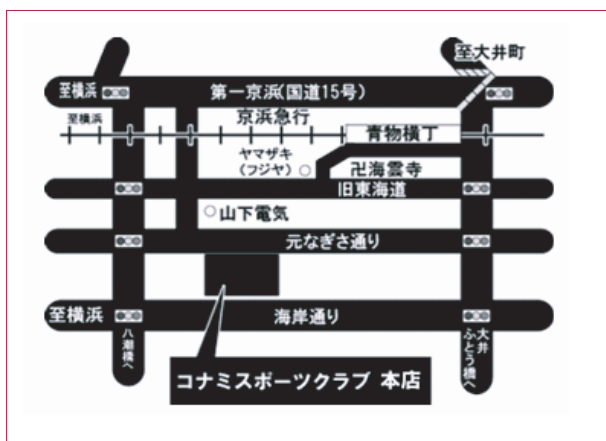 至大井町
至横浜
第一京浜(国道15号)
至横浜
京浜急行
青物横丁
ヤマザキ
(フジヤ)
卍海雲寺
旧東海道
山下電気
元なぎさ通り
至横浜
海岸通り
八潮橋へ
大井
ふとう橋へ
コナミスポーツクラブ 本店